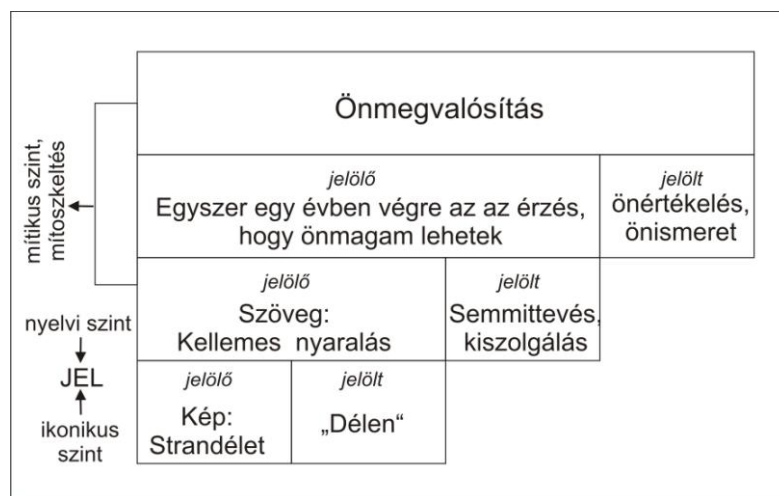 Önmegvalósítás
mítikus szint,
mítoszkeltés
jelölő
Egyszer egy évben végre az az érzés,
hogy önmagam lehetek
jelölt
önértékelés,
önismeret
jelölő
Szöveg:
Kellemes nyaralás
jelölt
Semmittevés,
kiszolgálás
nyelvi szint
JEL
ikonikus
szint
jelölő
Kép:
Strandélet
jelölt
„Délen“